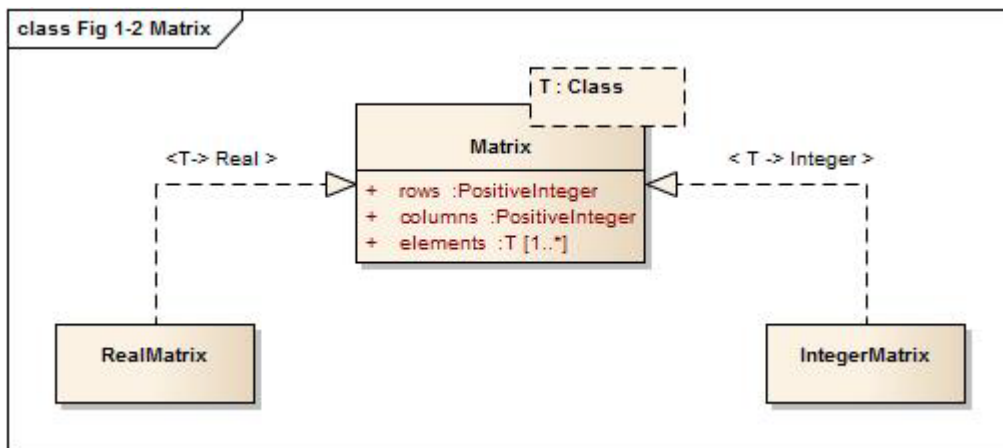 class Fig 1-2 Matrix
T : Class
<T-> Real >
Matrix
< T -> Integer >
+ rows :PositiveInteger
+ columns :PositiveInteger
+ elements :T [1..*]
RealMatrix
IntegerMatrix